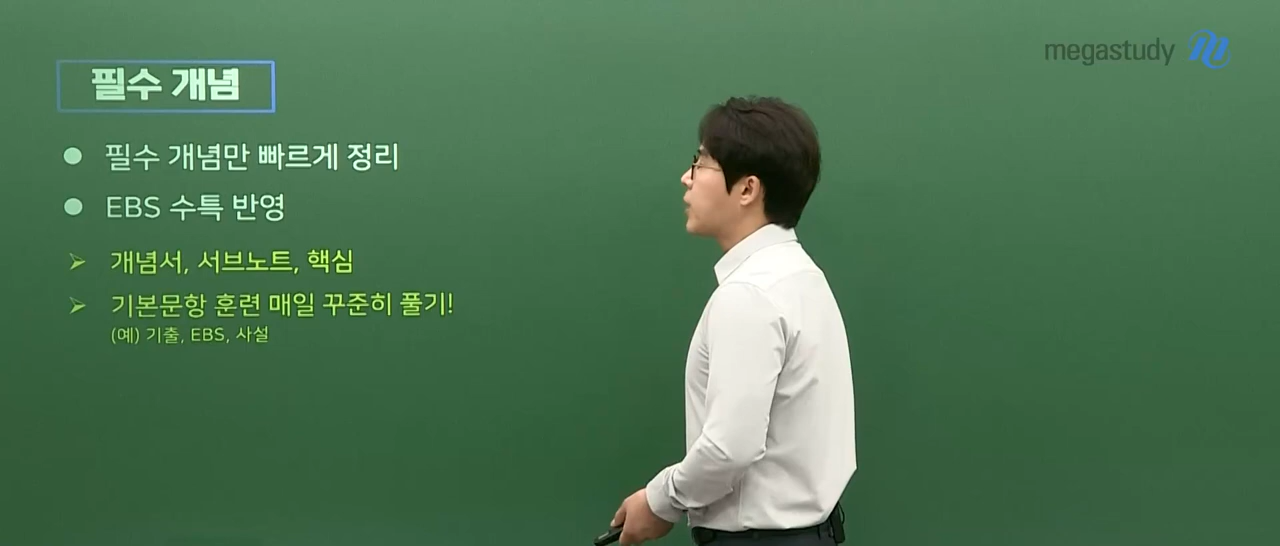 megastudy
필수 개념
필수 개념만 빠르게 정리
EBS 수특 반영
개념서, 서브노트, 핵심
기본문항 훈련 매일 꾸준히 풀기!
(예) 기출, EBS, 사설